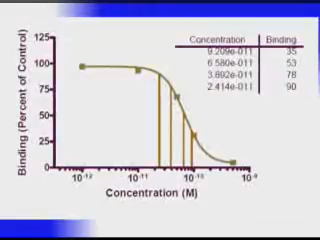 Concentration Binding
9.209e-011 35
6.580e-011 53
3.892e-011 78
2.414e-011 90
Binding (Percent of Control)
125
100
75
50
25
0
10-12 10-11 10-10 10-9
Concentration (M)